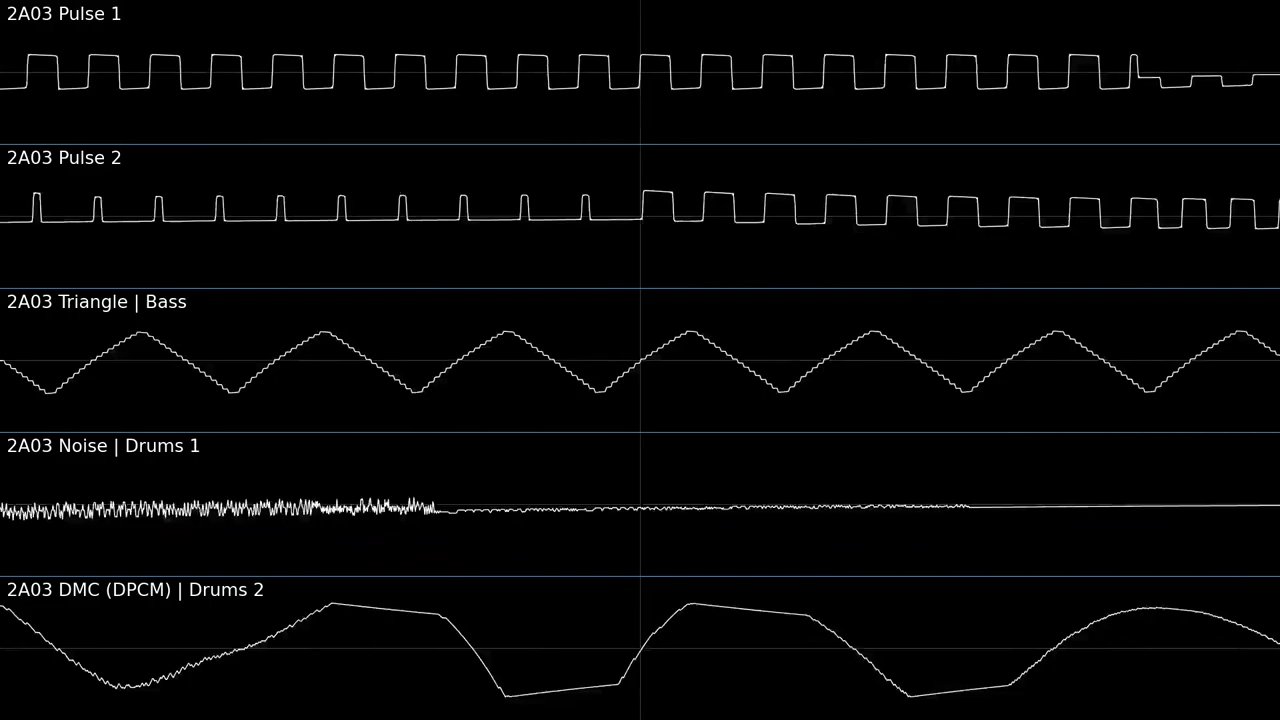 2A03 Pulse 1
2A03 Pulse 2
2A03 Triangle | Bass
2A03 Noise | Drums 1
2A03 DMC (DPCM) | Drums 2